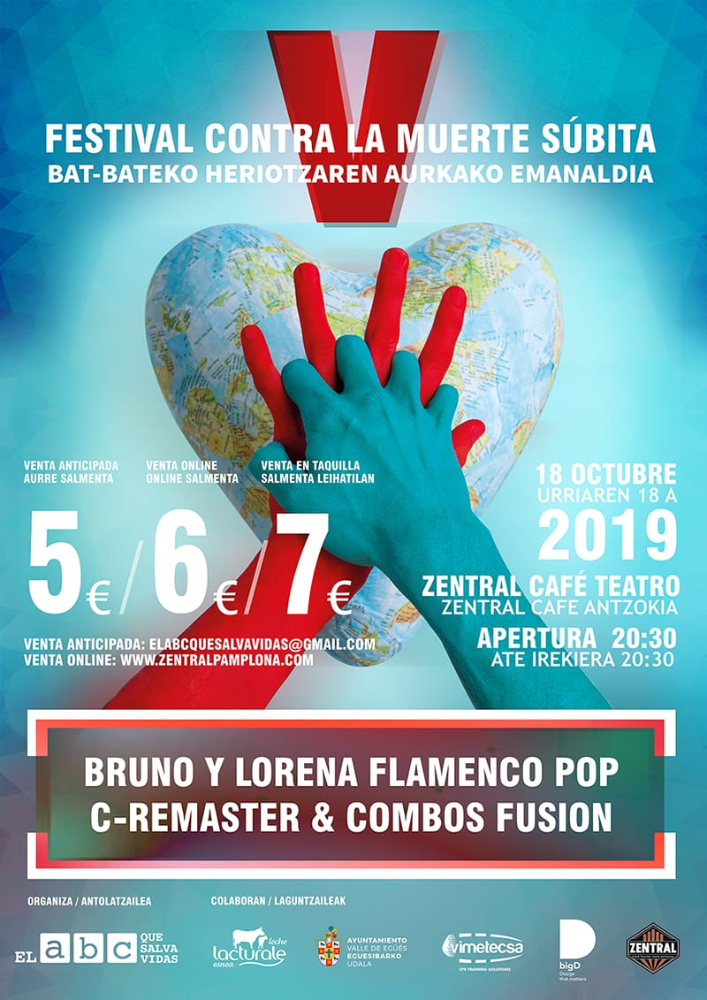 V
FESTIVAL CONTRA LA MUERTE SÚBITA
BAT-BATEKO HERIOTZAREN AURKAKO EMANALDIA
VENTA ANTICIPADA
AURRE SALMENTA
VENTA ONLINE
ONLINE SALMENTA
VENTA EN TAQUILLA
SALMENTA LEIHATILAN
5€/6€/7€
VENTA ANTICIPADA: ELABCQUESALVAVIDAS@GMAIL.COM
VENTA ONLINE: WWW.ZENTRALPAMPLONA.COM
18 OCTUBRE
URRIAREN 18 A
2019
ZENTRAL CAFÉ TEATRO
ZENTRAL CAFE ANTZOKIA
APERTURA 20:30
ATE IREKIERA 20:30
BRUNO Y LORENA FLAMENCO POP
C-REMASTER & COMBOS FUSION
ORGANIZA / ANTOLATZAILEA
COLABORAN / LAGUNTZAILEAK
EL abc QUE
SALVA
VIDAS
leche
lacturale
esnea
AYUNTAMIENTO
VALLE DE EGÜÉS
EGUESIBARKO
UDALA
vimetecsa
CPR TRAINING SOLUTIONS
bigD
Design
that matters
ZENTRAL